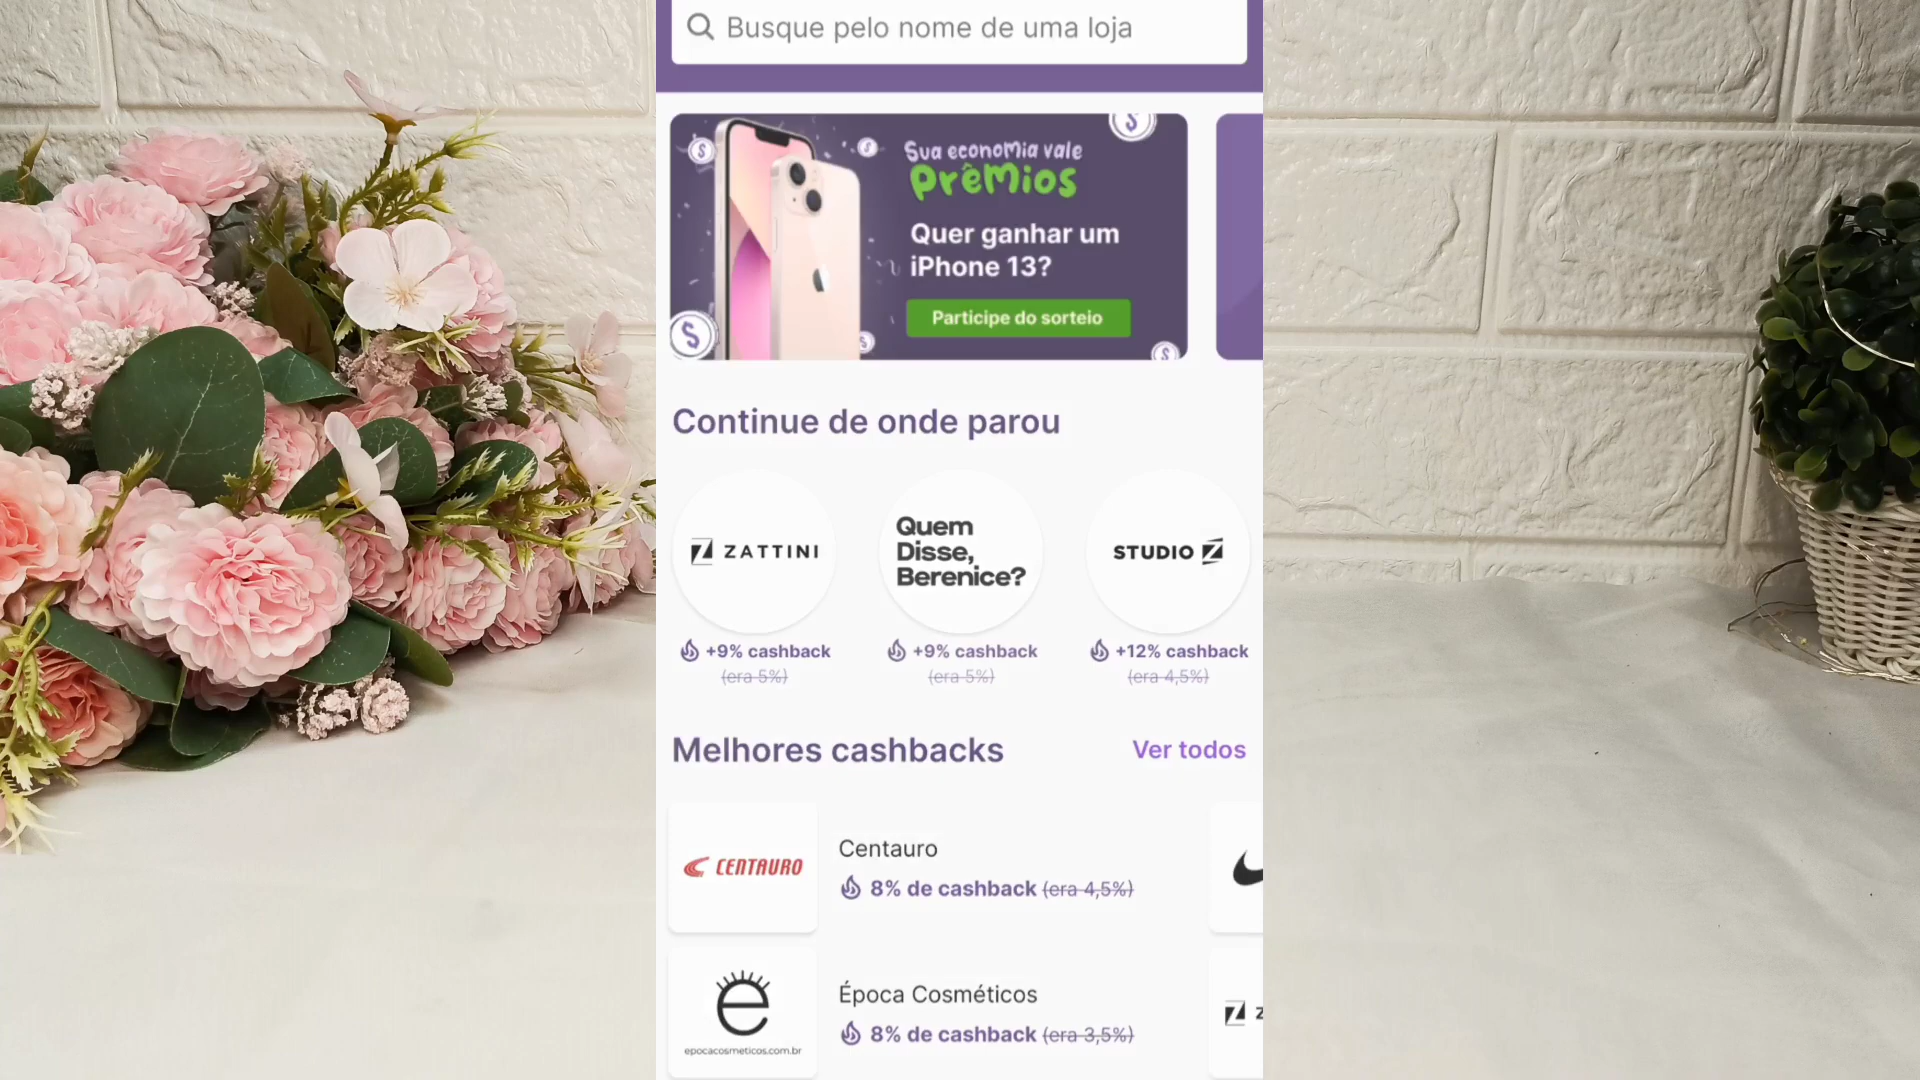 Busque pelo nome de uma loja
Sua economia vale
prêmios
Quer ganhar um
iPhone 13?
Participe do sorteio
Continue de onde parou
ZATTINI
Quem
Disse,
Berenice?
STUDIO Z
+9% cashback
(era 5%)
+9% cashback
(era 5%)
+12% cashback
(era 4,5%)
Melhores cashbacks
Ver todos
CENTAURO
Centauro
8% de cashback (era 4,5%)
e
epocacosmeticos.com.br
Época Cosméticos
8% de cashback (era 3,5%)